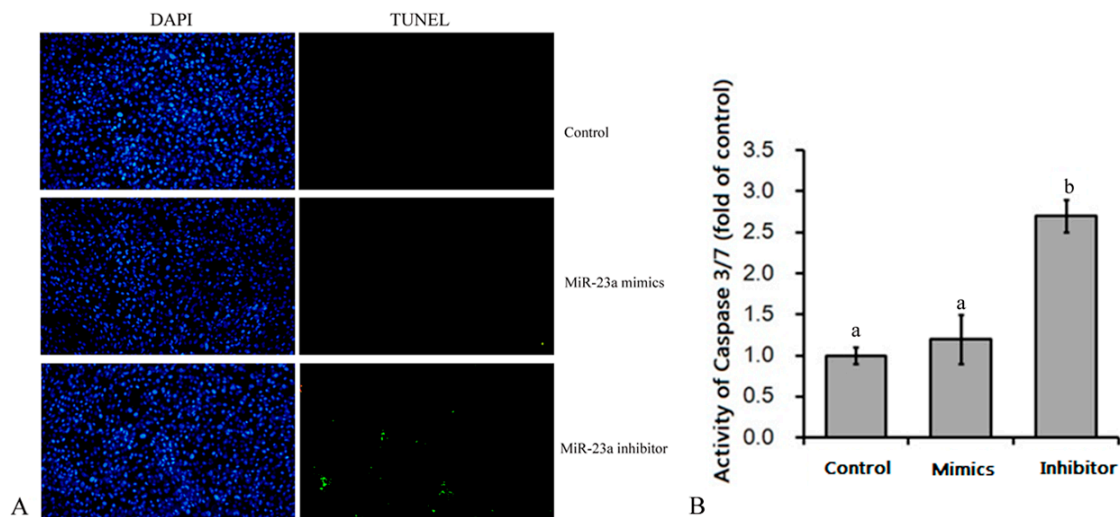 DAPI TUNEL
Control
MiR-23a mimics
MiR-23a inhibitor
A
Activity of Caspase 3/7 (fold of control)
3.5
3.0
2.5
2.0
1.5
1.0
0.5
0.0
a
a
b
Control Mimics Inhibitor
B